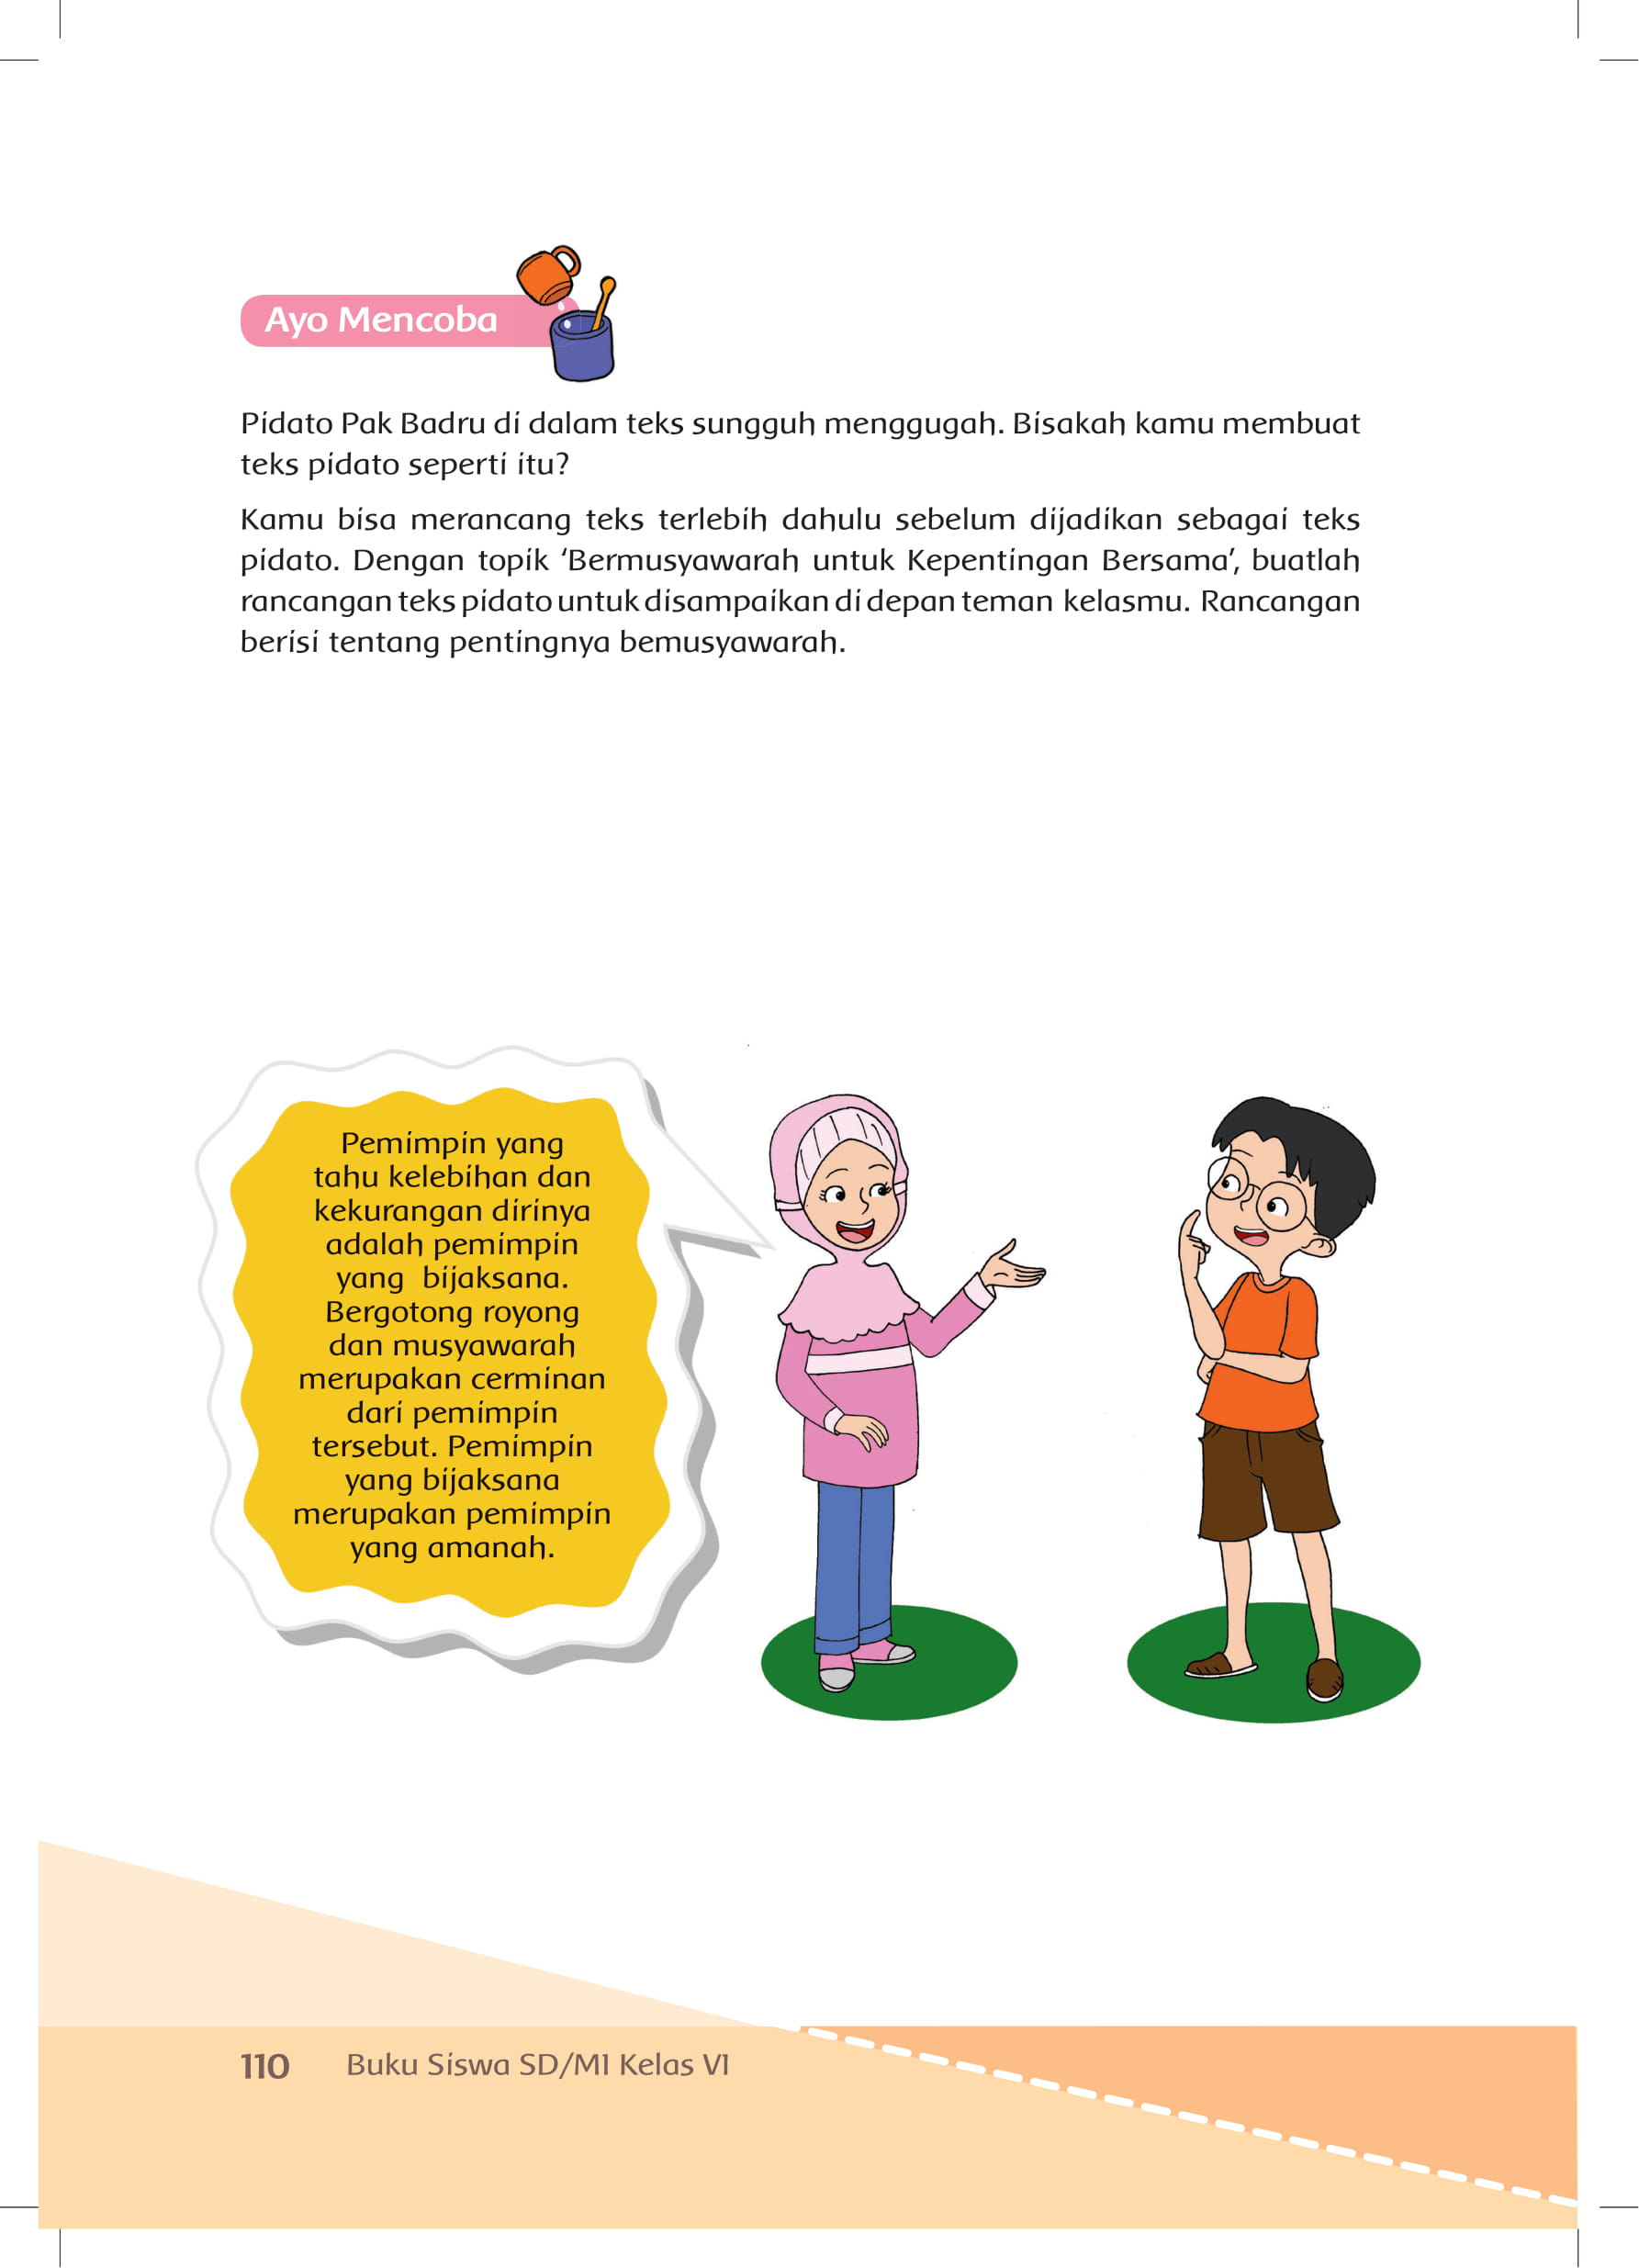 Ayo Mencoba
Pidato Pak Badru di dalam teks sungguh menggugah. Bisakah kamu membuat
teks pidato seperti itu?
Kamu bisa merancang teks terlebih dahulu sebelum dijadikan sebagai teks
pidato. Dengan topik ‘Bermusyawarah untuk Kepentingan Bersama’, buatlah
rancangan teks pidato untuk disampaikan di depan teman kelasmu. Rancangan
berisi tentang pentingnya bemusyawarah.
Pemimpin yang
tahu kelebihan dan
kekurangan dirinya
adalah pemimpin
yang bijaksana.
Bergotong royong
dan musyawarah
merupakan cerminan
dari pemimpin
tersebut. Pemimpin
yang bijaksana
merupakan pemimpin
yang amanah.
110 Buku Siswa SD/MI Kelas VI